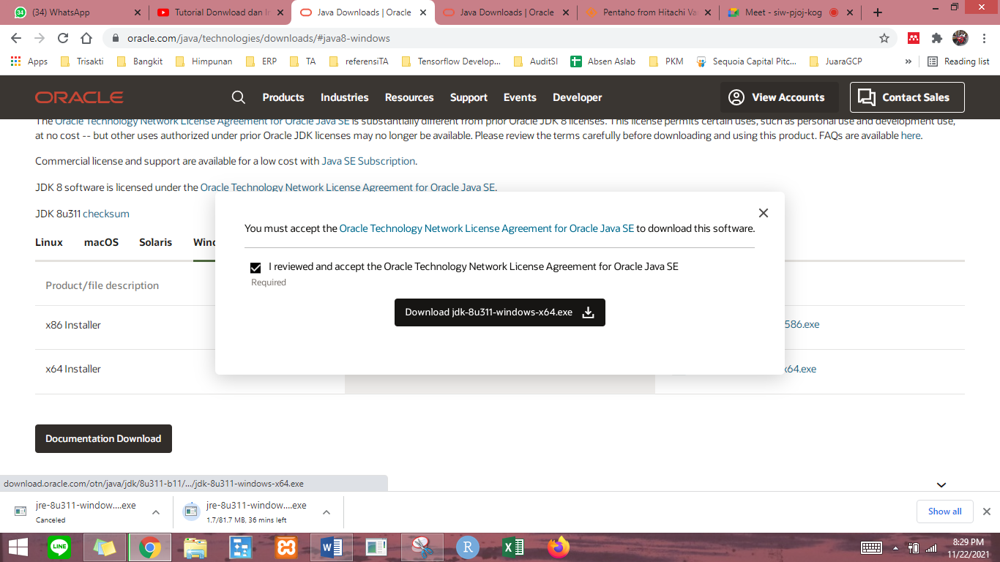 (34) WhatsApp
Tutorial Donwload dan In
Java Downloads | Oracle
Java Downloads | Oracle
Pentaho from Hitachi Va
Meet - siw-pjoj-kog
oracle.com/java/technologies/downloads/#java8-windows
Apps
Trisakti
Bangkit
Himpunan
ERP
TA
referensiTA
Tensorflow Develop...
AuditSI
Absen Aslab
PKM
Sequoia Capital Pitc...
JuaraGCP
»
Reading list
ORACLE
Products
Industries
Resources
Support
Events
Developer
View Accounts
Contact Sales
The Oracle Technology Network License Agreement for Oracle Java SE is substantially different from prior Oracle JDK 8 licenses. This license permits certain uses, such as personal use and development use,
at no cost -- but other uses authorized under prior Oracle JDK licenses may no longer be available. Please review the terms carefully before downloading and using this product. FAQs are available here.
Commercial license and support are available for a low cost with Java SE Subscription.
JDK 8 software is licensed under the Oracle Technology Network License Agreement for Oracle Java SE.
JDK 8u311 checksum
Linux
macOS
Solaris
Win
You must accept the Oracle Technology Network License Agreement for Oracle Java SE to download this software.
I reviewed and accept the Oracle Technology Network License Agreement for Oracle Java SE
Required
Download jdk-8u311-windows-x64.exe
Product/file description
x86 Installer
586.exe
x64 Installer
x64.exe
Documentation Download
download.oracle.com/otn/java/jdk/8u311-b11/.../jdk-8u311-windows-x64.exe
jre-8u311-window....exe
Canceled
jre-8u311-window....exe
1.7/81.7 MB, 36 mins left
Show all
LINE
R
8:29 PM
11/22/2021